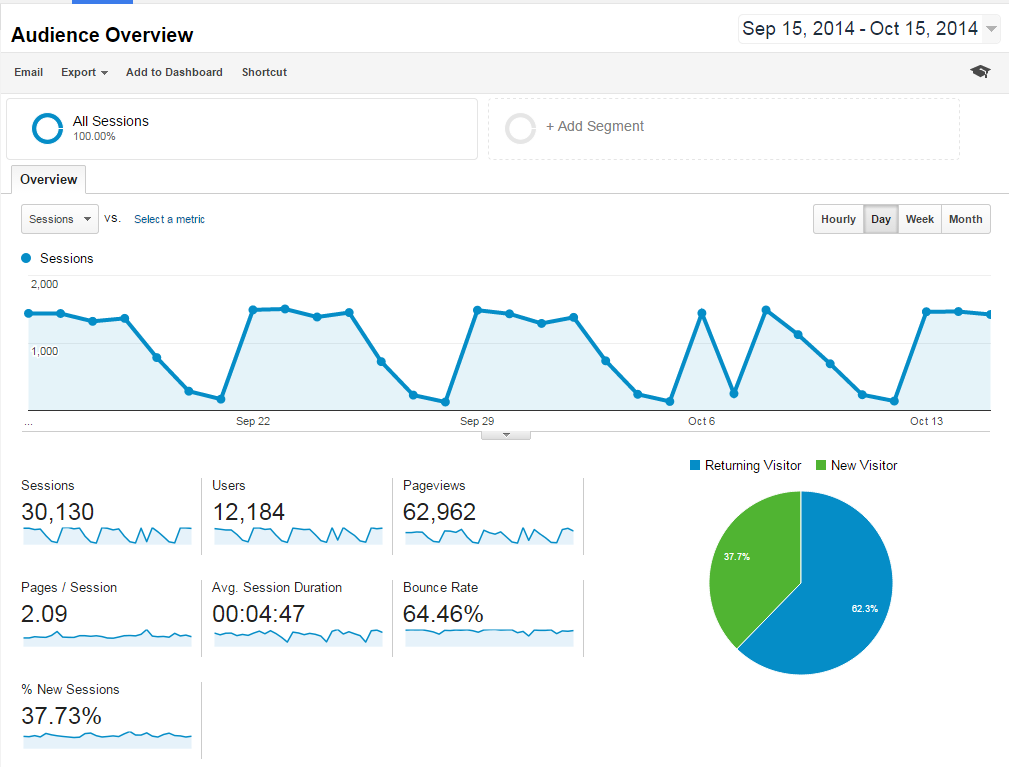 Audience Overview
Sep 15, 2014 - Oct 15, 2014
Email Export Add to Dashboard Shortcut
All Sessions
100.00%
+ Add Segment
Overview
Sessions VS. Select a metric
Hourly Day Week Month
Sessions
2,000
1,000
... Sep 22 Sep 29 Oct 6 Oct 13
Returning Visitor New Visitor
Sessions
30,130
Users
12,184
Pageviews
62,962
37.7%
62.3%
Pages / Session
2.09
Avg. Session Duration
00:04:47
Bounce Rate
64.46%
% New Sessions
37.73%